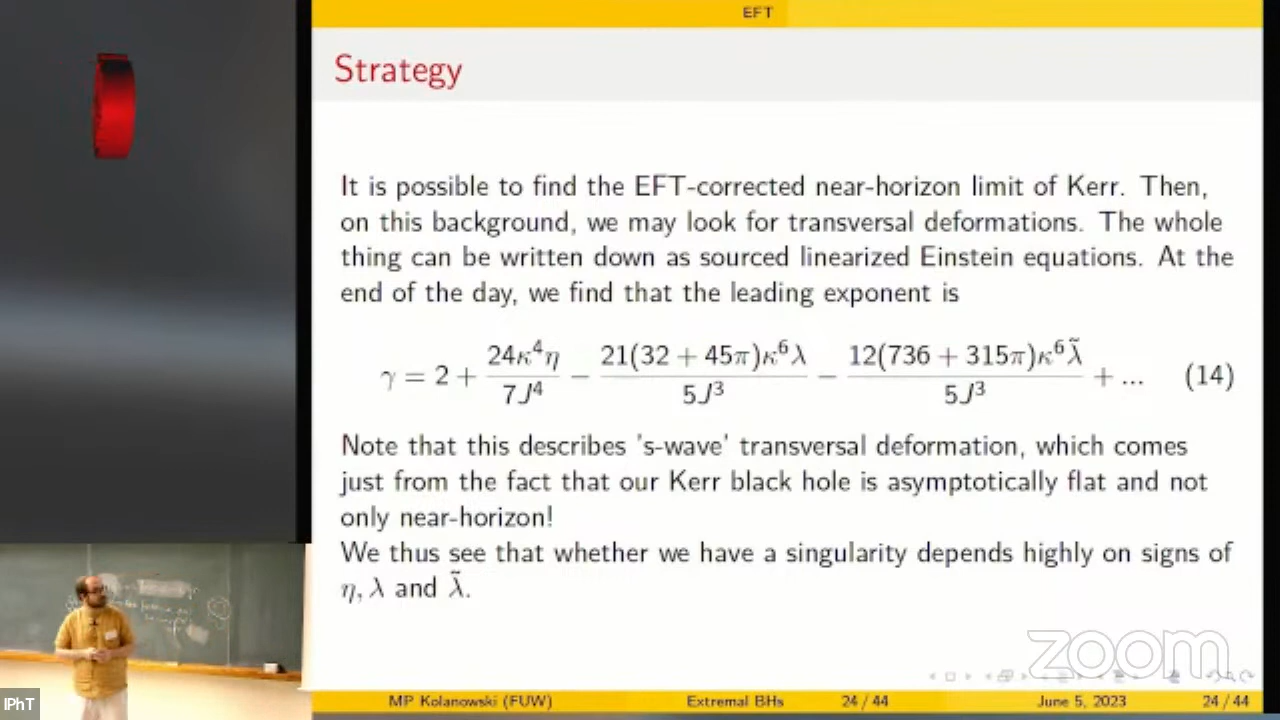 EFT
Strategy
It is possible to find the EFT-corrected near-horizon limit of Kerr. Then,
on this background, we may look for transversal deformations. The whole
thing can be written down as sourced linearized Einstein equations. At the
end of the day, we find that the leading exponent is
γ = 2 + 24κ⁴η/7J⁴ − 21(32 + 45π)κ⁶λ/5J³ − 12(736 + 315π)κ⁶λ̃/5J³ + ... (14)
Note that this describes 's-wave' transversal deformation, which comes
just from the fact that our Kerr black hole is asymptotically flat and not
only near-horizon!
We thus see that whether we have a singularity depends highly on signs of
η, λ and λ̃.
zoom
MP Kolanowski (FUW) Extremal BHs 24 / 44 June 5, 2023 24 / 44
IPhT